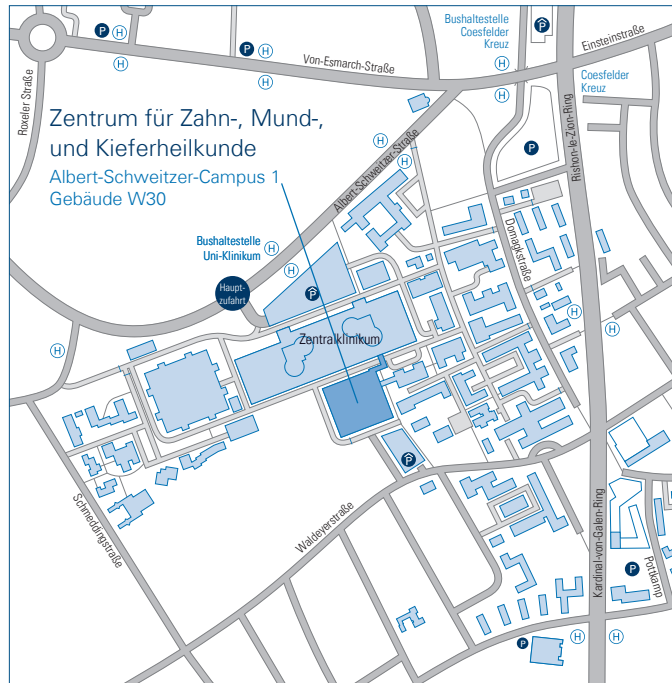 Bushaltestelle
Coesfelder
Kreuz
P
P
H
P
H
H
H
H
H
Von-Esmarch-Straße
Einsteinstraße
Roxeler Straße
Coesfelder
Kreuz
Zentrum für Zahn-, Mund-,
und Kieferheilkunde
Albert-Schweitzer-Campus 1
Gebäude W30
Albert-Schweitzer-Straße
H
H
P
Rishon-le-Zion-Ring
Domagkstraße
Bushaltestelle
Uni-Klinikum
H
H
Haupt-
zufahrt
P
H
H
H
Zentralklinikum
P
Schmeddingstraße
Waldeyerstraße
Kardinal-von-Galen-Ring
P
Pottkamp
P
H
H